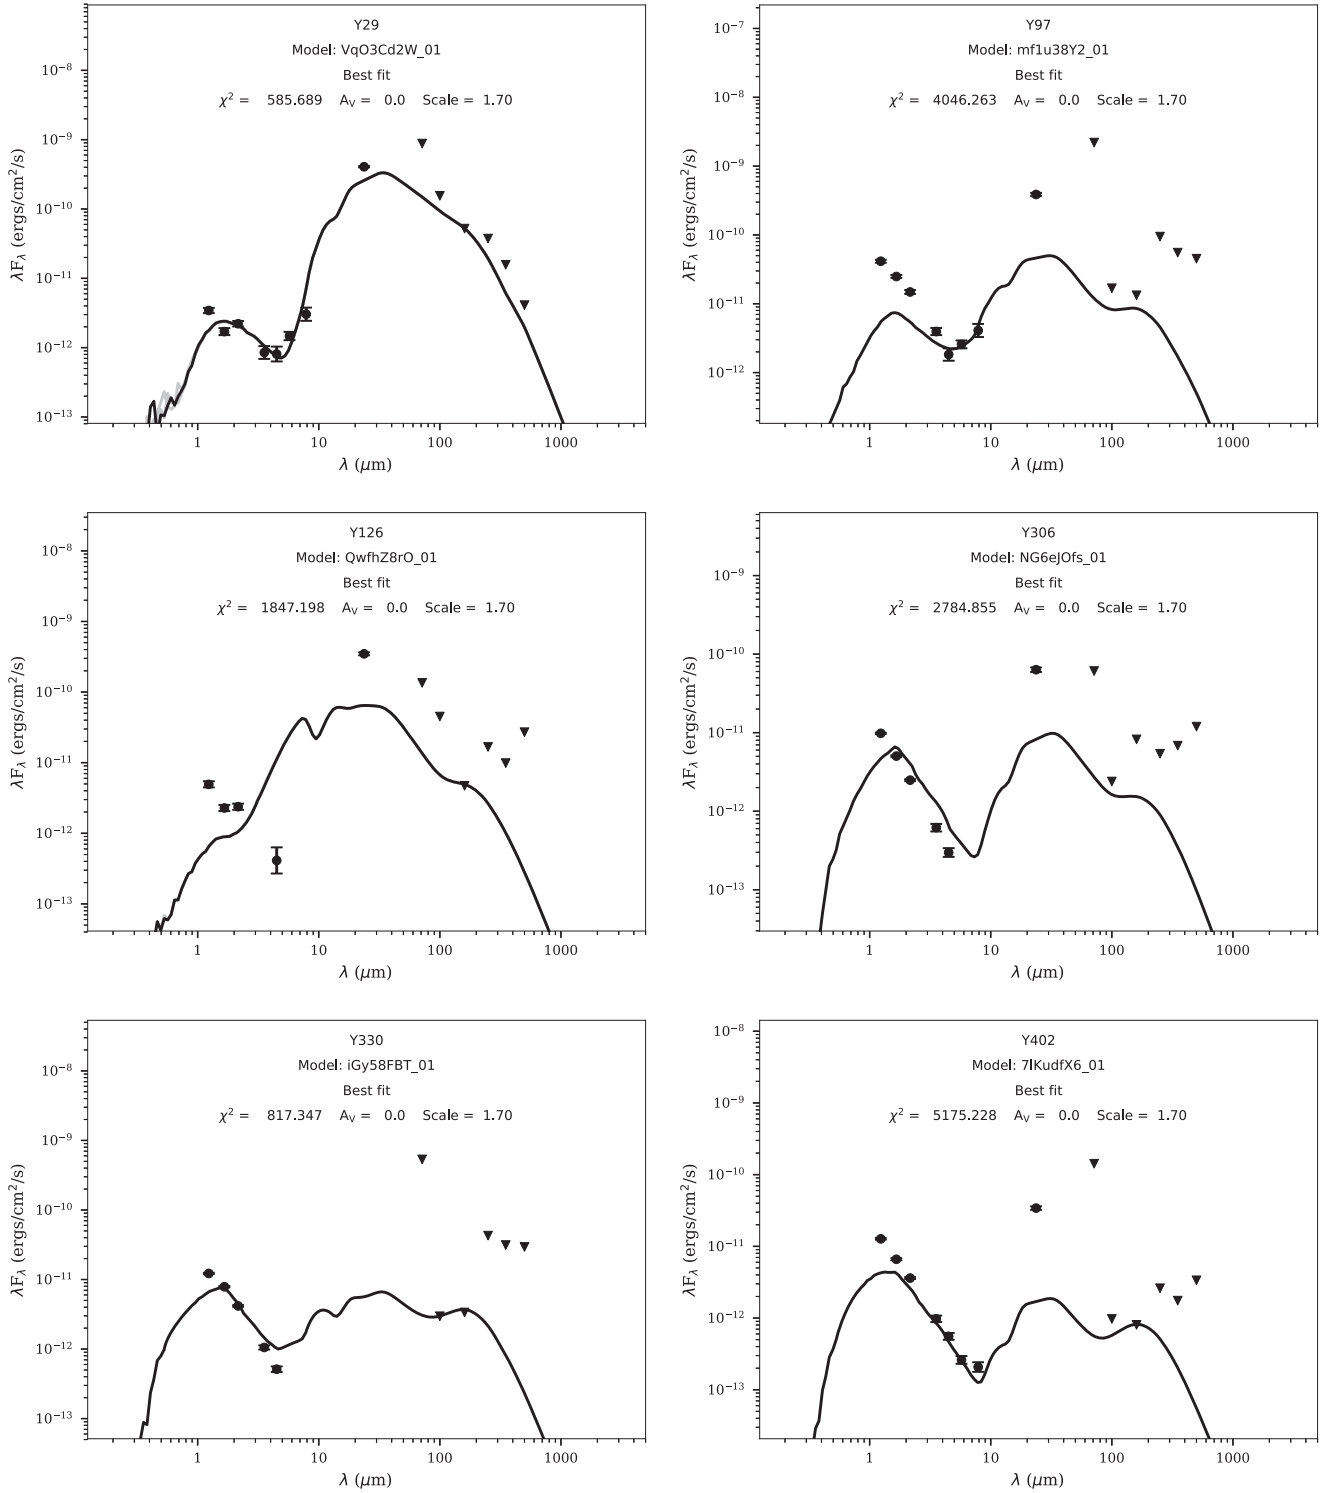 Y29
Model: VqO3Cd2W_01
Best fit
χ² = 585.689 A_V = 0.0 Scale = 1.70
10⁻⁸
10⁻⁹
10⁻¹⁰
10⁻¹¹
10⁻¹²
10⁻¹³
λF_λ (ergs/cm²/s)
1 10 100 1000
λ (μm)
Y97
Model: mf1u38Y2_01
Best fit
χ² = 4046.263 A_V = 0.0 Scale = 1.70
10⁻⁷
10⁻⁸
10⁻⁹
10⁻¹⁰
10⁻¹¹
10⁻¹²
λF_λ (ergs/cm²/s)
1 10 100 1000
λ (μm)
Y126
Model: QwfhZ8rO_01
Best fit
χ² = 1847.198 A_V = 0.0 Scale = 1.70
10⁻⁸
10⁻⁹
10⁻¹⁰
10⁻¹¹
10⁻¹²
10⁻¹³
λF_λ (ergs/cm²/s)
1 10 100 1000
λ (μm)
Y306
Model: NG6eJOfs_01
Best fit
χ² = 2784.855 A_V = 0.0 Scale = 1.70
10⁻⁹
10⁻¹⁰
10⁻¹¹
10⁻¹²
10⁻¹³
λF_λ (ergs/cm²/s)
1 10 100 1000
λ (μm)
Y330
Model: iGy58FBT_01
Best fit
χ² = 817.347 A_V = 0.0 Scale = 1.70
10⁻⁸
10⁻⁹
10⁻¹⁰
10⁻¹¹
10⁻¹²
10⁻¹³
λF_λ (ergs/cm²/s)
1 10 100 1000
λ (μm)
Y402
Model: 7lKudfX6_01
Best fit
χ² = 5175.228 A_V = 0.0 Scale = 1.70
10⁻⁸
10⁻⁹
10⁻¹⁰
10⁻¹¹
10⁻¹²
10⁻¹³
λF_λ (ergs/cm²/s)
1 10 100 1000
λ (μm)